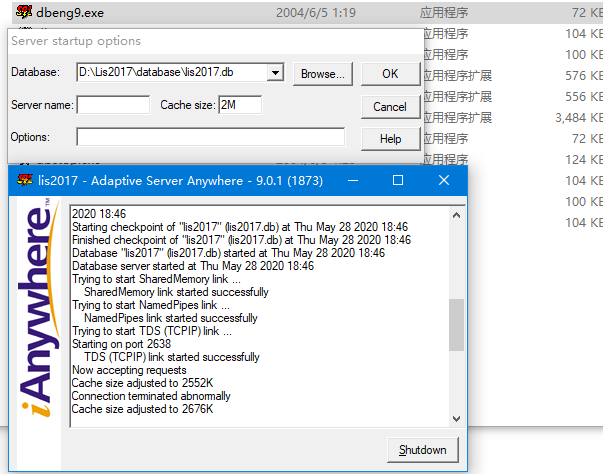 dbeng9.exe 2004/6/5 1:19 应用程序 72 KB
Server startup options
104 KB
应用程序 100 KB
Database: D:\Lis2017\database\lis2017.db Browse... OK
应用程序扩展 576 KB
应用程序扩展 556 KB
Server name: Cache size: 2M Cancel
应用程序扩展 3,484 KB
应用程序 72 KB
Options: Help
应用程序 124 KB
lis2017 - Adaptive Server Anywhere - 9.0.1 (1873)
104 KB
100 KB
104 KB
iAnywhere™
2020 18:46
Starting checkpoint of "lis2017" (lis2017.db) at Thu May 28 2020 18:46
Finished checkpoint of "lis2017" (lis2017.db) at Thu May 28 2020 18:46
Database "lis2017" (lis2017.db) started at Thu May 28 2020 18:46
Database server started at Thu May 28 2020 18:46
Trying to start SharedMemory link ...
SharedMemory link started successfully
Trying to start NamedPipes link ...
NamedPipes link started successfully
Trying to start TDS (TCPIP) link ...
Starting on port 2638
TDS (TCPIP) link started successfully
Now accepting requests
Cache size adjusted to 2552K
Connection terminated abnormally
Cache size adjusted to 2676K
Shutdown